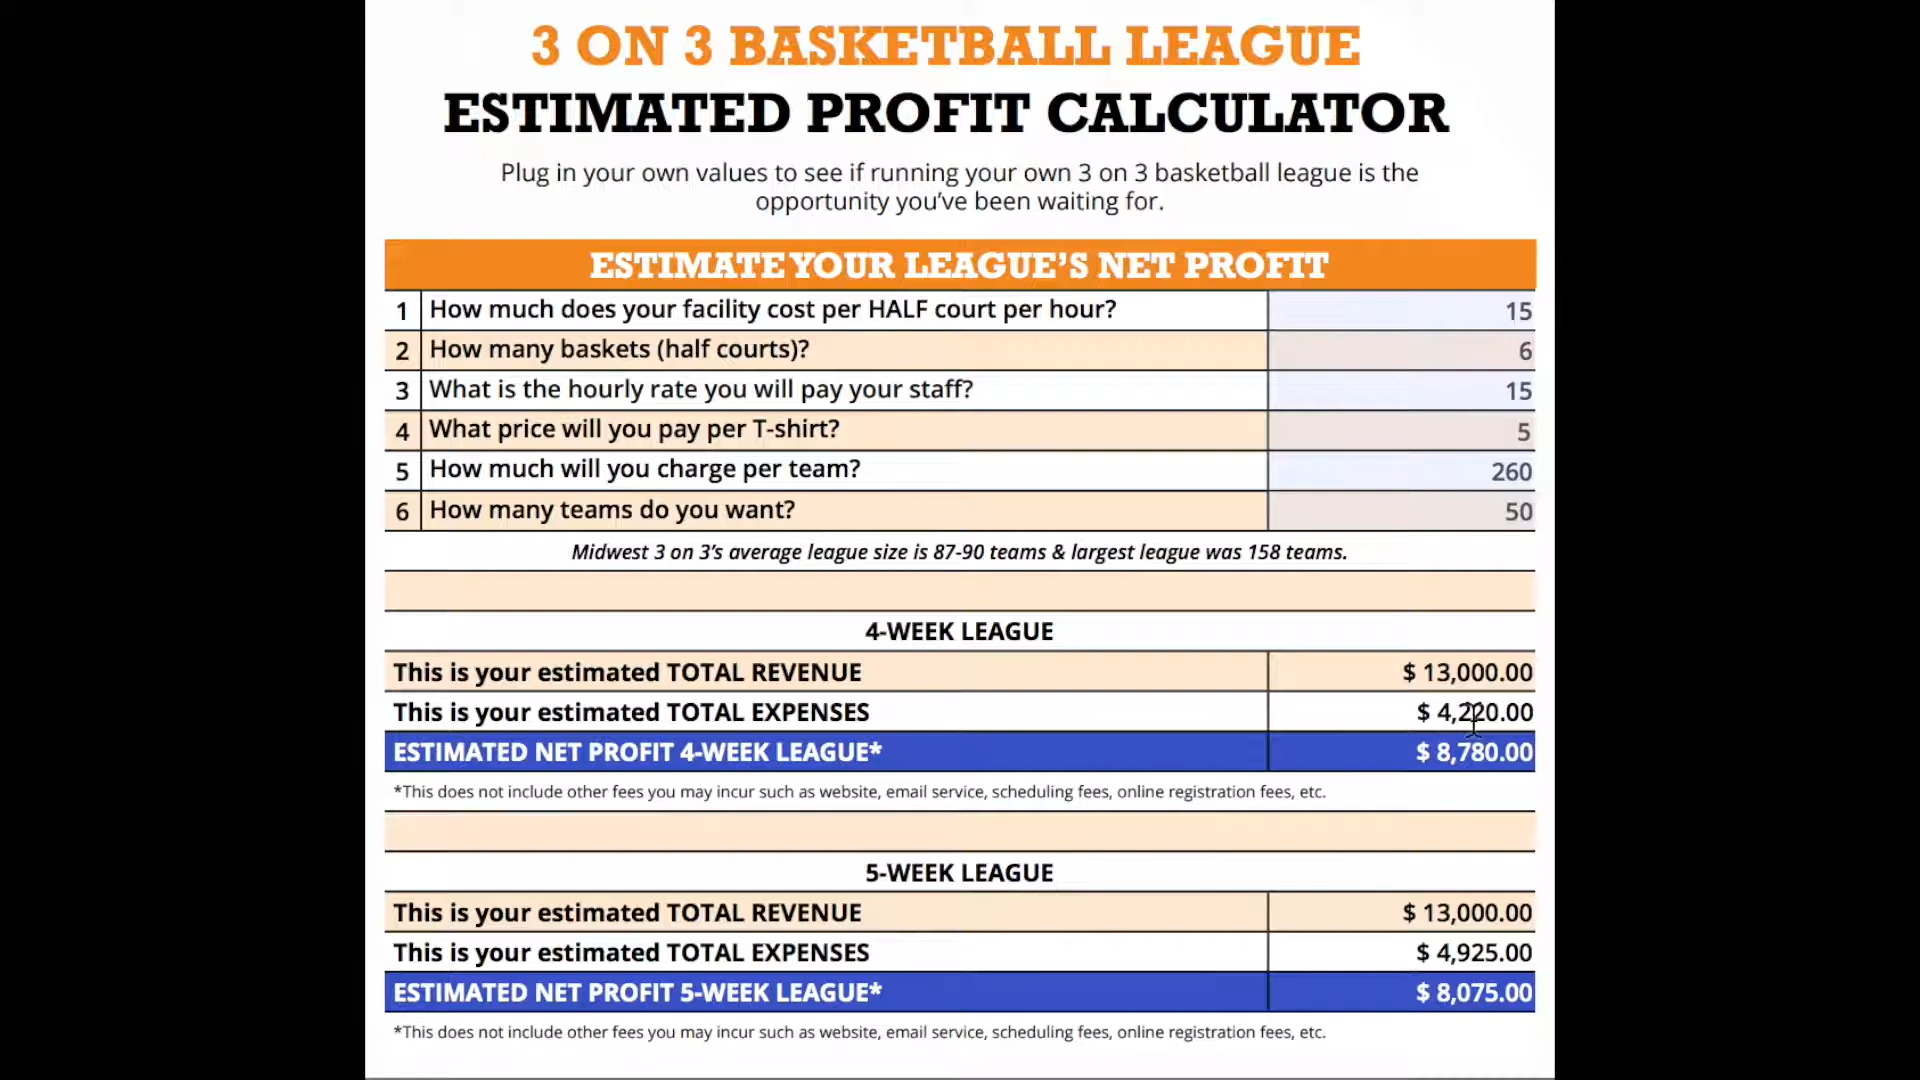 3 ON 3 BASKETBALL LEAGUE
ESTIMATED PROFIT CALCULATOR
Plug in your own values to see if running your own 3 on 3 basketball league is the
opportunity you’ve been waiting for.
ESTIMATE YOUR LEAGUE’S NET PROFIT
1 How much does your facility cost per HALF court per hour? 15
2 How many baskets (half courts)? 6
3 What is the hourly rate you will pay your staff? 15
4 What price will you pay per T-shirt? 5
5 How much will you charge per team? 260
6 How many teams do you want? 50
Midwest 3 on 3’s average league size is 87-90 teams & largest league was 158 teams.
4-WEEK LEAGUE
This is your estimated TOTAL REVENUE $ 13,000.00
This is your estimated TOTAL EXPENSES $ 4,220.00
ESTIMATED NET PROFIT 4-WEEK LEAGUE* $ 8,780.00
*This does not include other fees you may incur such as website, email service, scheduling fees, online registration fees, etc.
5-WEEK LEAGUE
This is your estimated TOTAL REVENUE $ 13,000.00
This is your estimated TOTAL EXPENSES $ 4,925.00
ESTIMATED NET PROFIT 5-WEEK LEAGUE* $ 8,075.00
*This does not include other fees you may incur such as website, email service, scheduling fees, online registration fees, etc.